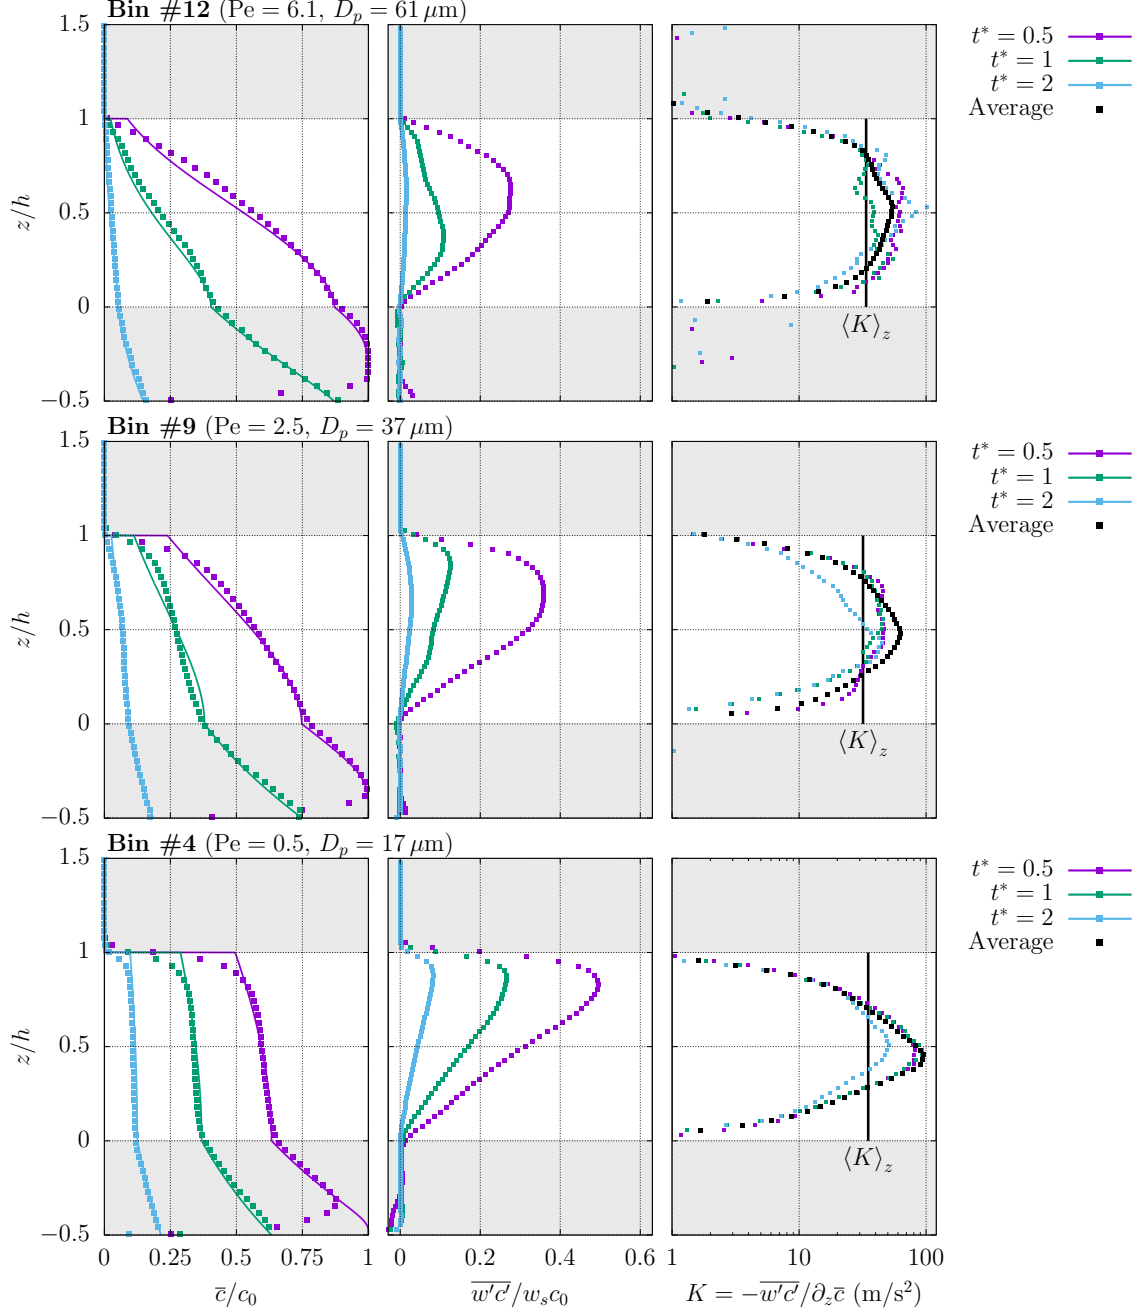 Bin #12 (Pe = 6.1, D_p = 61 μm)
1.5
1
0.5
0
−0.5
z/h
⟨K⟩_z
t* = 0.5
t* = 1
t* = 2
Average
Bin #9 (Pe = 2.5, D_p = 37 μm)
1.5
1
0.5
0
−0.5
z/h
⟨K⟩_z
t* = 0.5
t* = 1
t* = 2
Average
Bin #4 (Pe = 0.5, D_p = 17 μm)
1.5
1
0.5
0
−0.5
z/h
⟨K⟩_z
t* = 0.5
t* = 1
t* = 2
Average
0 0.25 0.5 0.75 1
0 0.2 0.4 0.6
1 10 100
c̅/c₀
w′c′̅/w_s c₀
K = −w′c′̅/∂_z c̅ (m/s²)